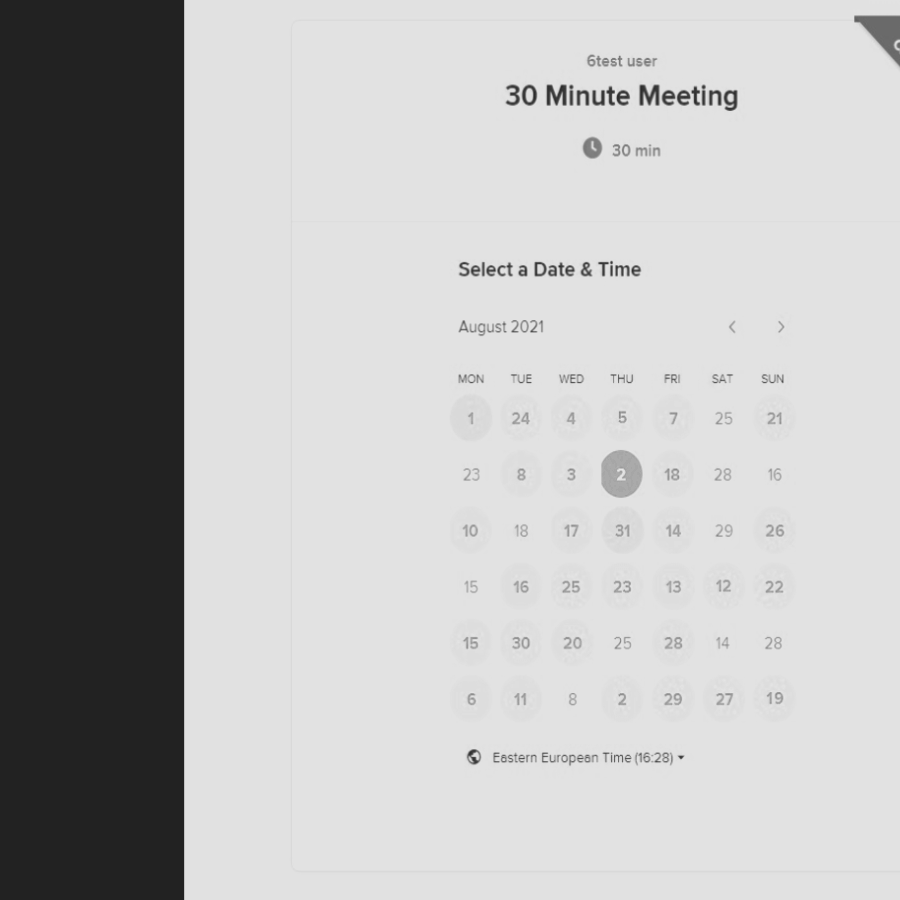 6test user
30 Minute Meeting
30 min
Select a Date & Time
August 2021
MON TUE WED THU FRI SAT SUN
1 24 4 5 7 25 21
23 8 3 2 18 28 16
10 18 17 31 14 29 26
15 16 25 23 13 12 22
15 30 20 25 28 14 28
6 11 8 2 29 27 19
Eastern European Time (16:28)